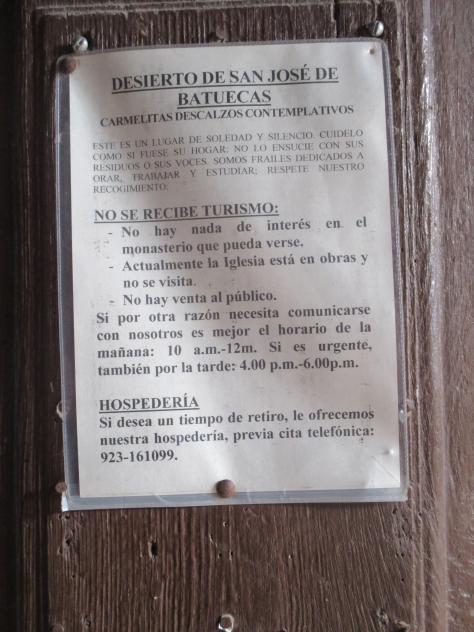 DESIERTO DE SAN JOSÉ DE
BATUECAS
CARMELITAS DESCALZOS CONTEMPLATIVOS
ESTE ES UN LUGAR DE SOLEDAD Y SILENCIO. CUIDELO
COMO SI FUESE SU HOGAR; NO LO ENSUCIE CON SUS
RESIDUOS O SUS VOCES. SOMOS FRAILES DEDICADOS A
ORAR, TRABAJAR Y ESTUDIAR; RESPETE NUESTRO
RECOGIMIENTO:
NO SE RECIBE TURISMO:
- No hay nada de interés en el
monasterio que pueda verse.
- Actualmente la Iglesia está en obras y
no se visita.
- No hay venta al público.
Si por otra razón necesita comunicarse
con nosotros es mejor el horario de la
mañana: 10 a.m.-12m. Si es urgente,
también por la tarde: 4.00 p.m.-6.00p.m.
HOSPEDERÍA
Si desea un tiempo de retiro, le ofrecemos
nuestra hospedería, previa cita telefónica:
923-161099.